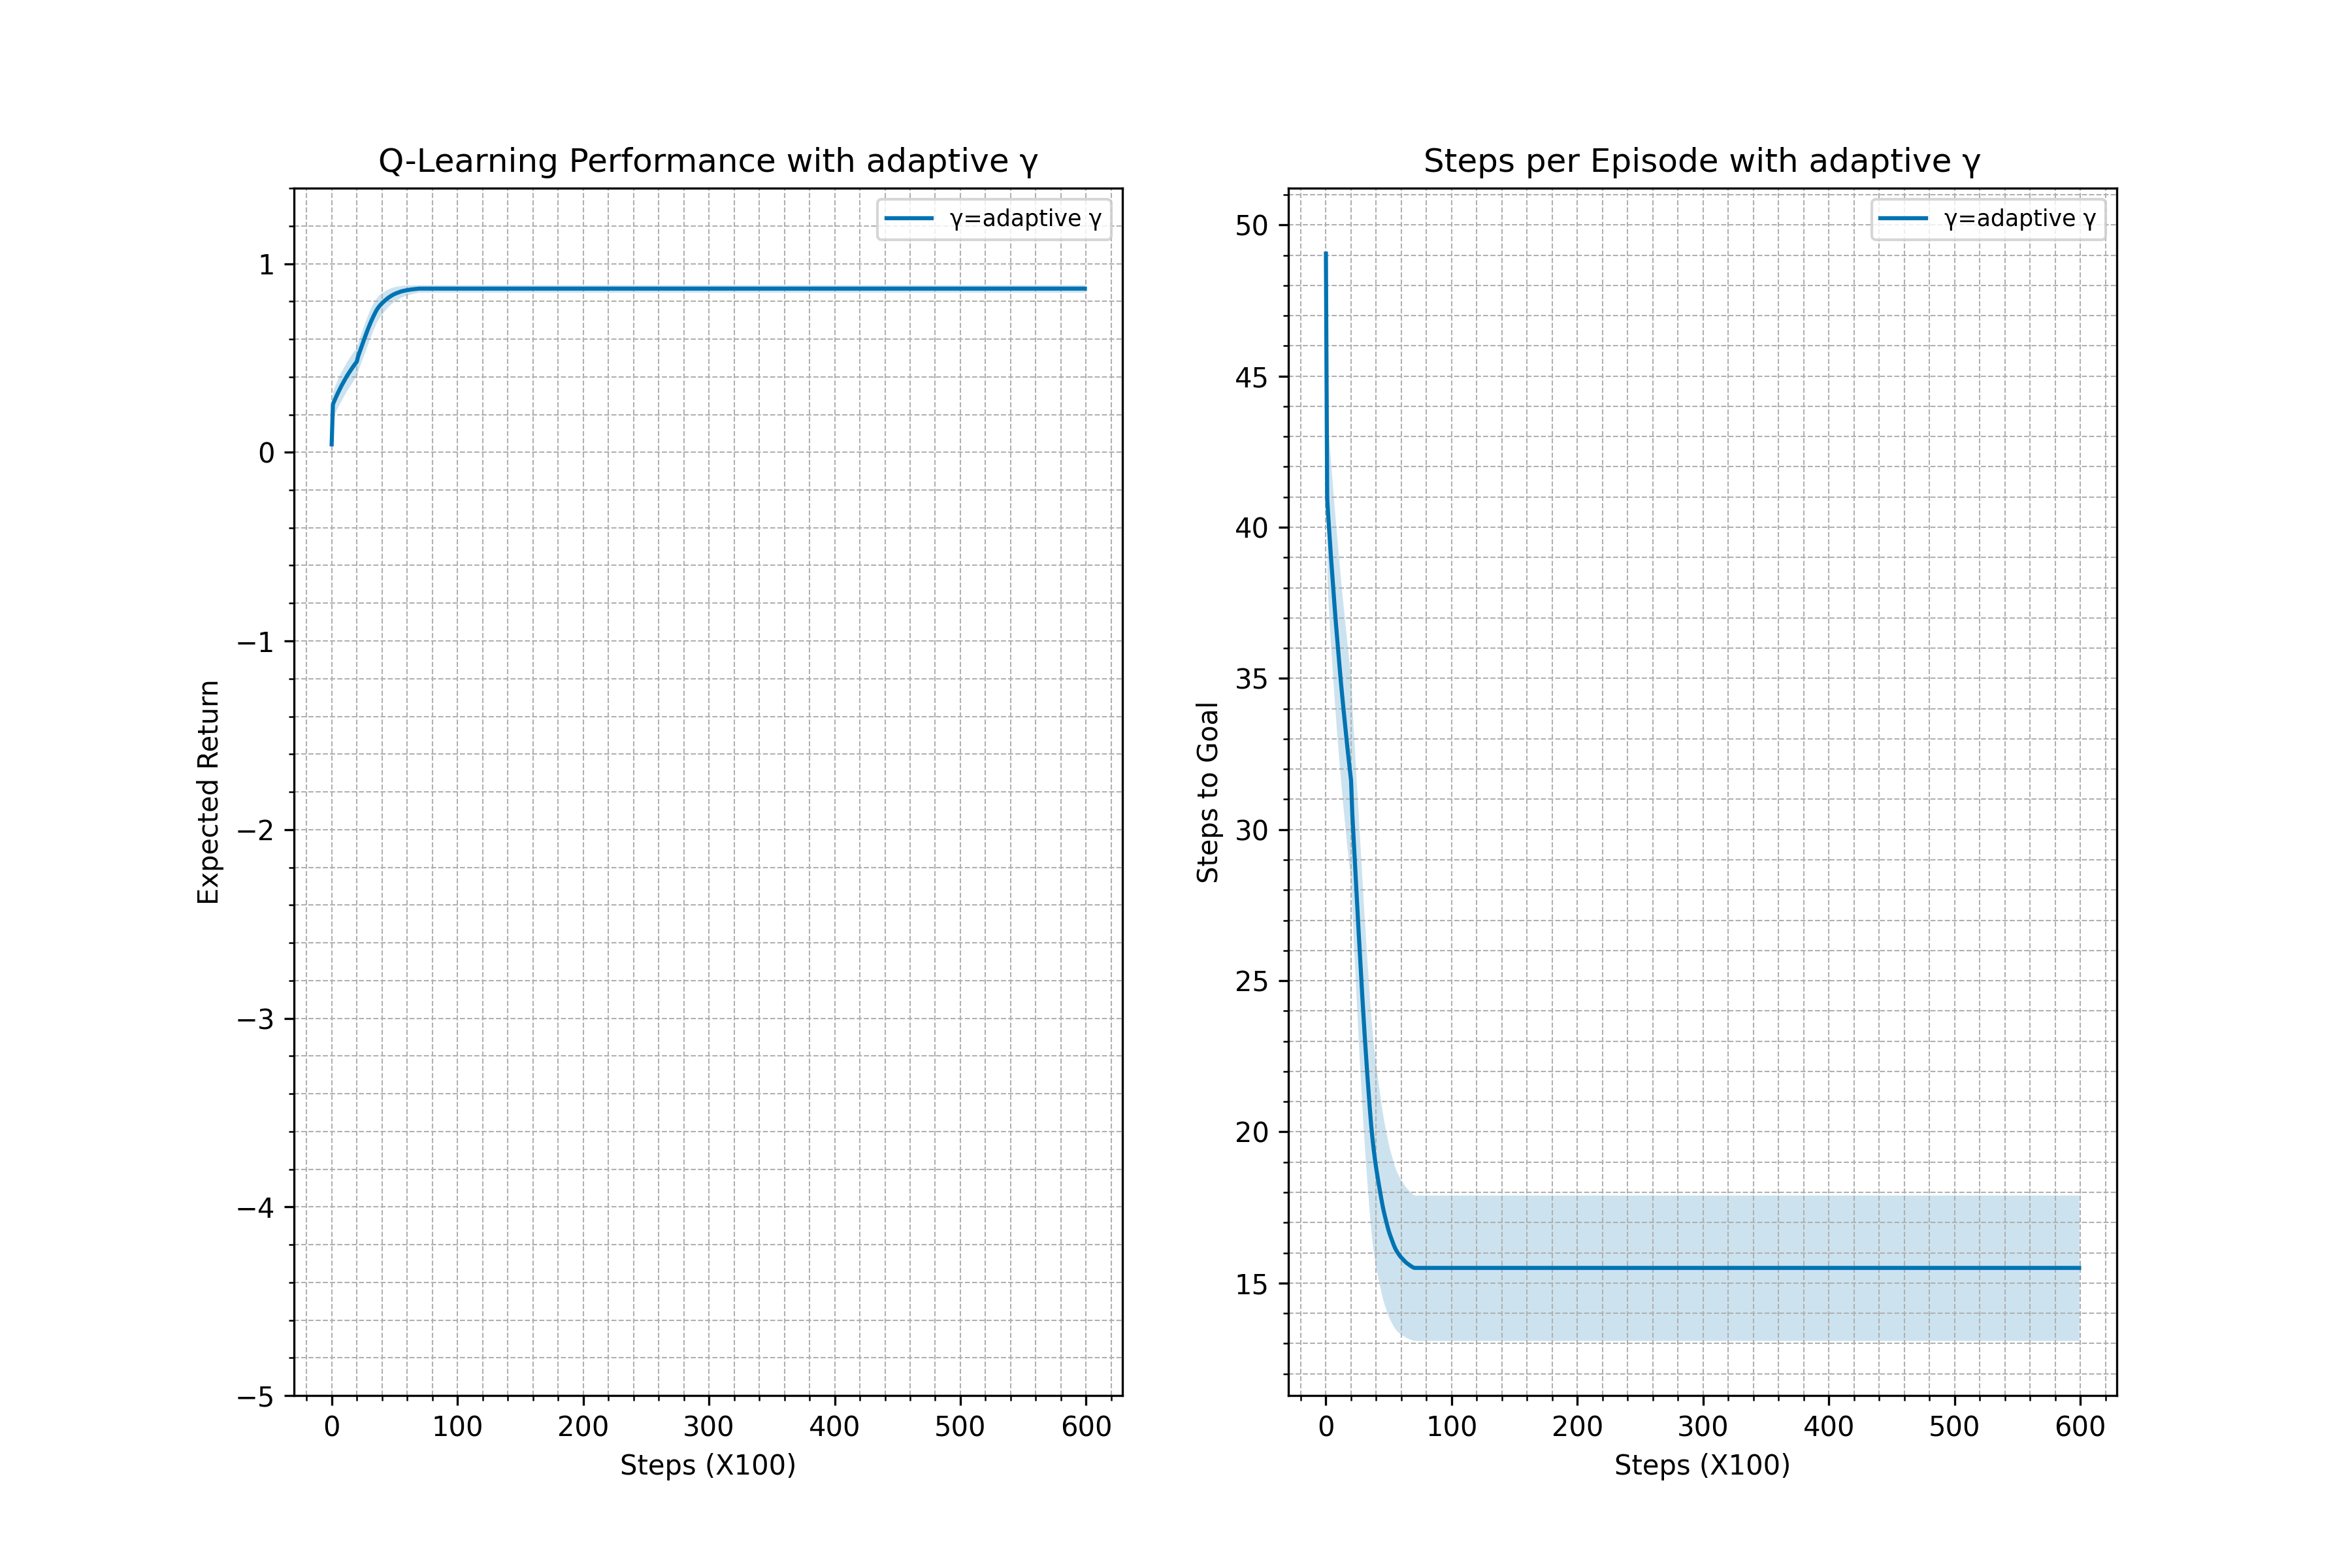 Q-Learning Performance with adaptive γ
γ=adaptive γ
Expected Return
1
0
−1
−2
−3
−4
−5
0 100 200 300 400 500 600
Steps (X100)
Steps per Episode with adaptive γ
γ=adaptive γ
Steps to Goal
50
45
40
35
30
25
20
15
0 100 200 300 400 500 600
Steps (X100)